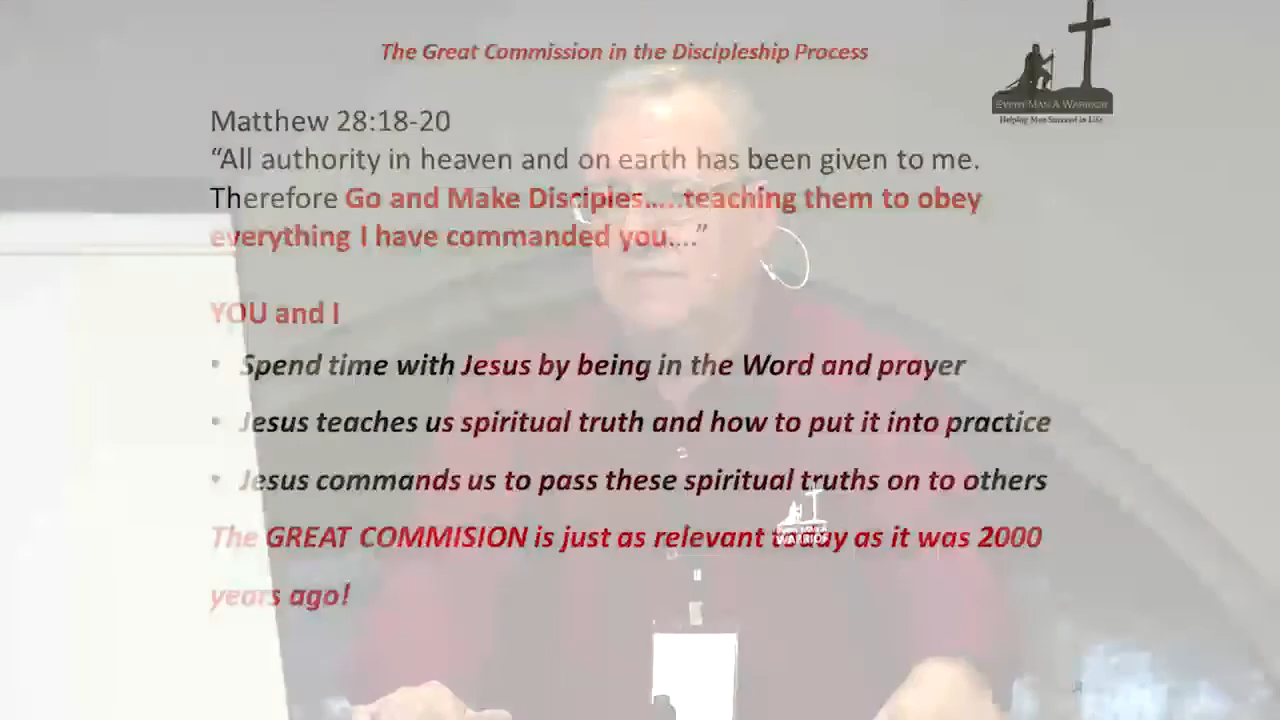 The Great Commission in the Discipleship Process
EVERY MAN A WARRIOR
Helping Men Succeed in Life
Matthew 28:18-20
“All authority in heaven and on earth has been given to me.
Therefore Go and Make Disciples.....teaching them to obey
everything I have commanded you....”
YOU and I
• Spend time with Jesus by being in the Word and prayer
• Jesus teaches us spiritual truth and how to put it into practice
• Jesus commands us to pass these spiritual truths on to others
The GREAT COMMISION is just as relevant today as it was 2000
years ago!
WARRIOR